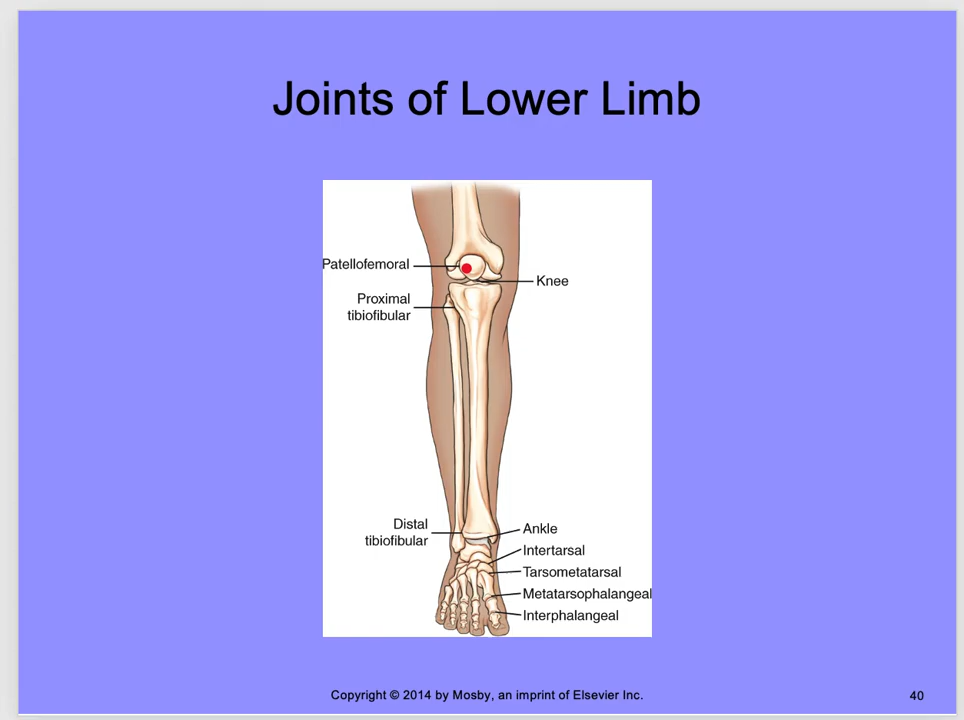 Joints of Lower Limb
Patellofemoral
Knee
Proximal
tibiofibular
Distal
tibiofibular
Ankle
Intertarsal
Tarsometatarsal
Metatarsophalangeal
Interphalangeal
Copyright © 2014 by Mosby, an imprint of Elsevier Inc.
40